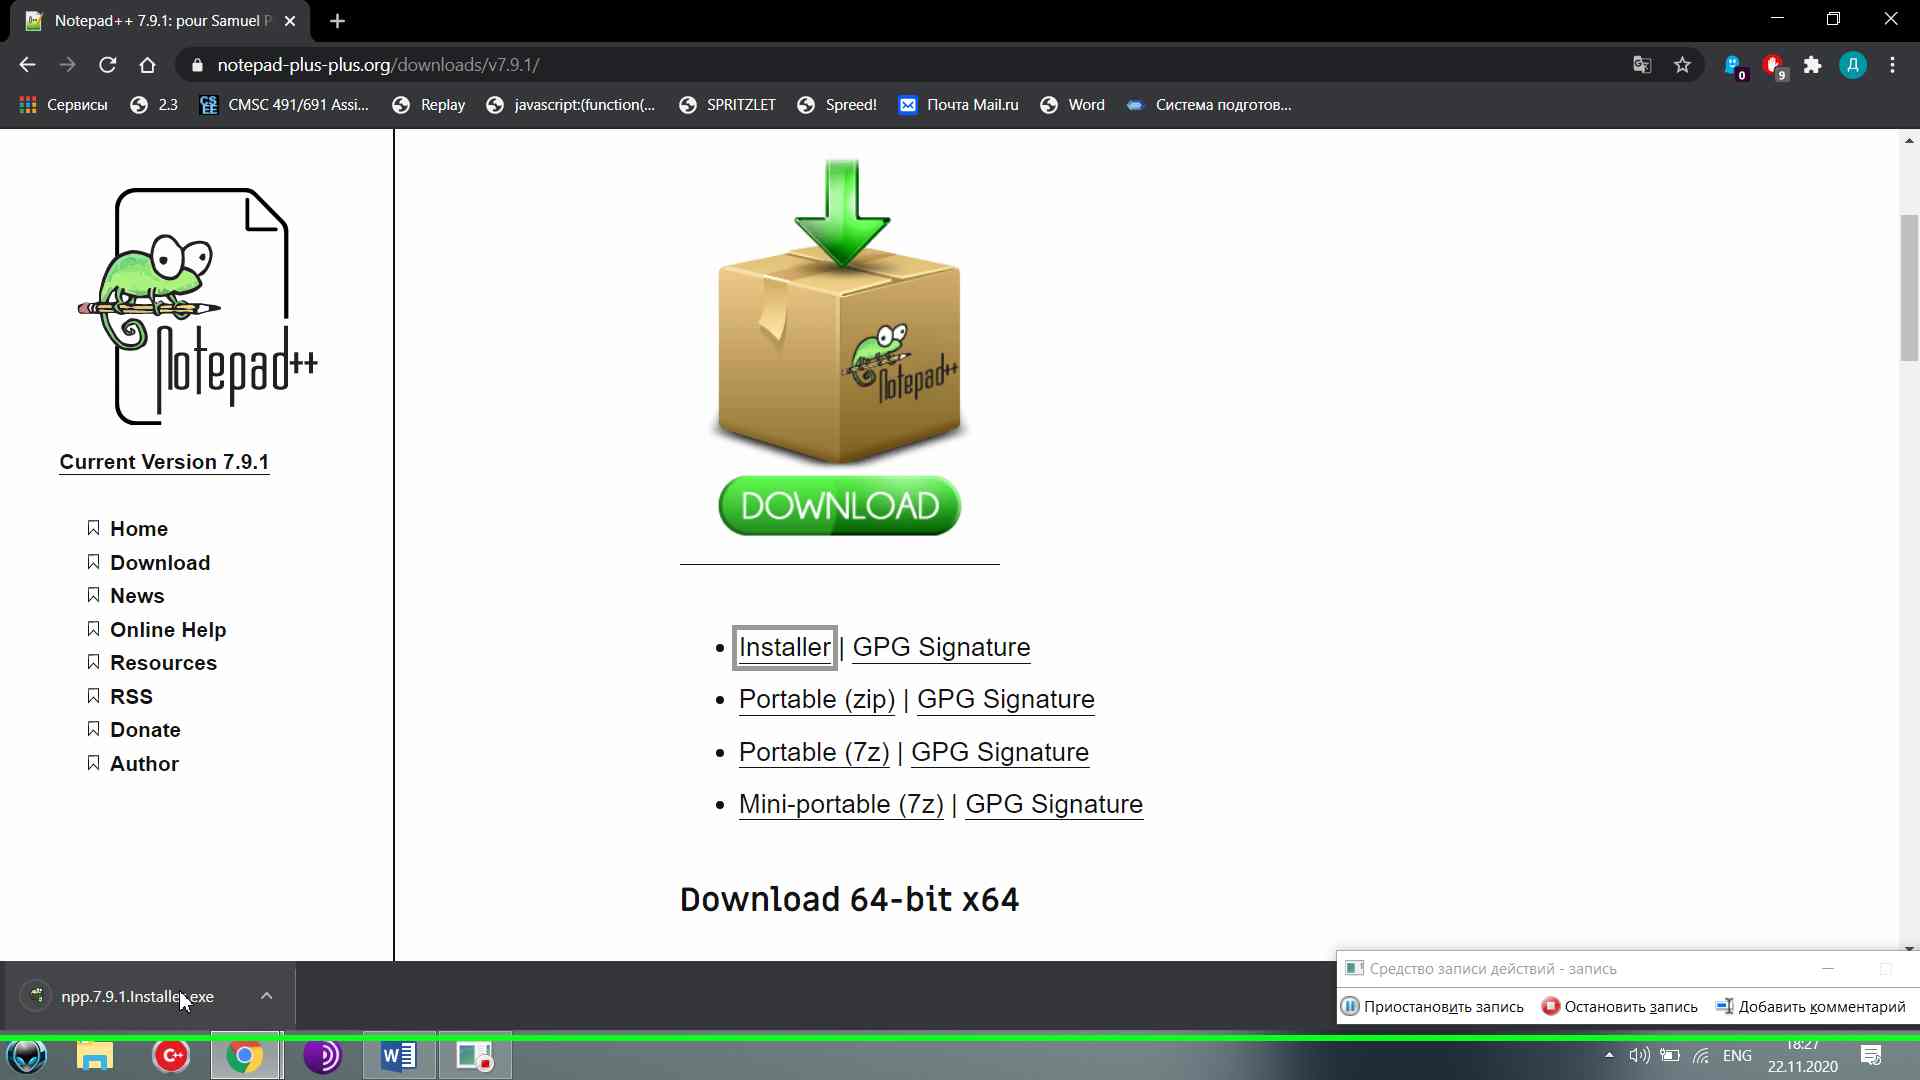 Notepad++ 7.9.1: pour Samuel P
notepad-plus-plus.org/downloads/v7.9.1/
0
9
Д
Сервисы
2.3
CS EE
CMSC 491/691 Assi...
Replay
javascript:(function(...
SPRITZLET
Spreed!
Почта Mail.ru
Word
Система подготов...
Notepad++
Current Version 7.9.1
Home
Download
News
Online Help
Resources
RSS
Donate
Author
Notepad++
DOWNLOAD
Installer | GPG Signature
Portable (zip) | GPG Signature
Portable (7z) | GPG Signature
Mini-portable (7z) | GPG Signature
Download 64-bit x64
npp.7.9.1.Installer.exe
Средство записи действий - запись
Приостановить запись
Остановить запись
Добавить комментарий
ENG
18:27
22.11.2020